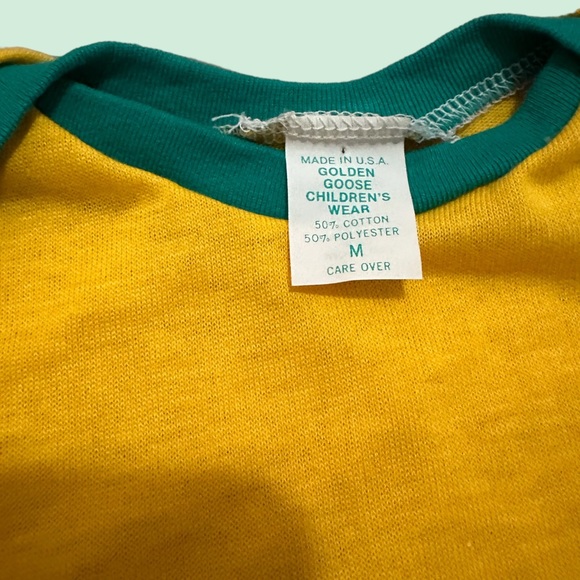 MADE IN U.S.A.
GOLDEN
GOOSE
CHILDREN'S
WEAR
50% COTTON
50% POLYESTER
M
CARE OVER